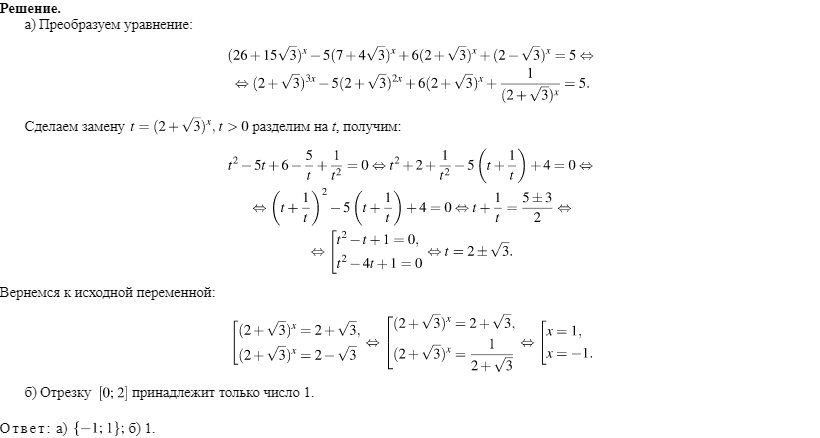 Решение.
а) Преобразуем уравнение:
(26 + 15√3)^x − 5(7 + 4√3)^x + 6(2 + √3)^x + (2 − √3)^x = 5 ⇔
⇔ (2 + √3)^{3x} − 5(2 + √3)^{2x} + 6(2 + √3)^x + 1/(2 + √3)^x = 5.
Сделаем замену t = (2 + √3)^x, t > 0 разделим на t, получим:
t² − 5t + 6 − 5/t + 1/t² = 0 ⇔ t² + 2 + 1/t² − 5(t + 1/t) + 4 = 0 ⇔
⇔ (t + 1/t)² − 5(t + 1/t) + 4 = 0 ⇔ t + 1/t = (5 ± 3)/2 ⇔
⇔ [t² − t + 1 = 0, t² − 4t + 1 = 0 ⇔ t = 2 ± √3.
Вернемся к исходной переменной:
[(2 + √3)^x = 2 + √3, (2 + √3)^x = 2 − √3 ⇔ [(2 + √3)^x = 2 + √3, (2 + √3)^x = 1/(2 + √3) ⇔ [x = 1, x = −1.
б) Отрезку [0; 2] принадлежит только число 1.
Ответ: а) {−1; 1}; б) 1.